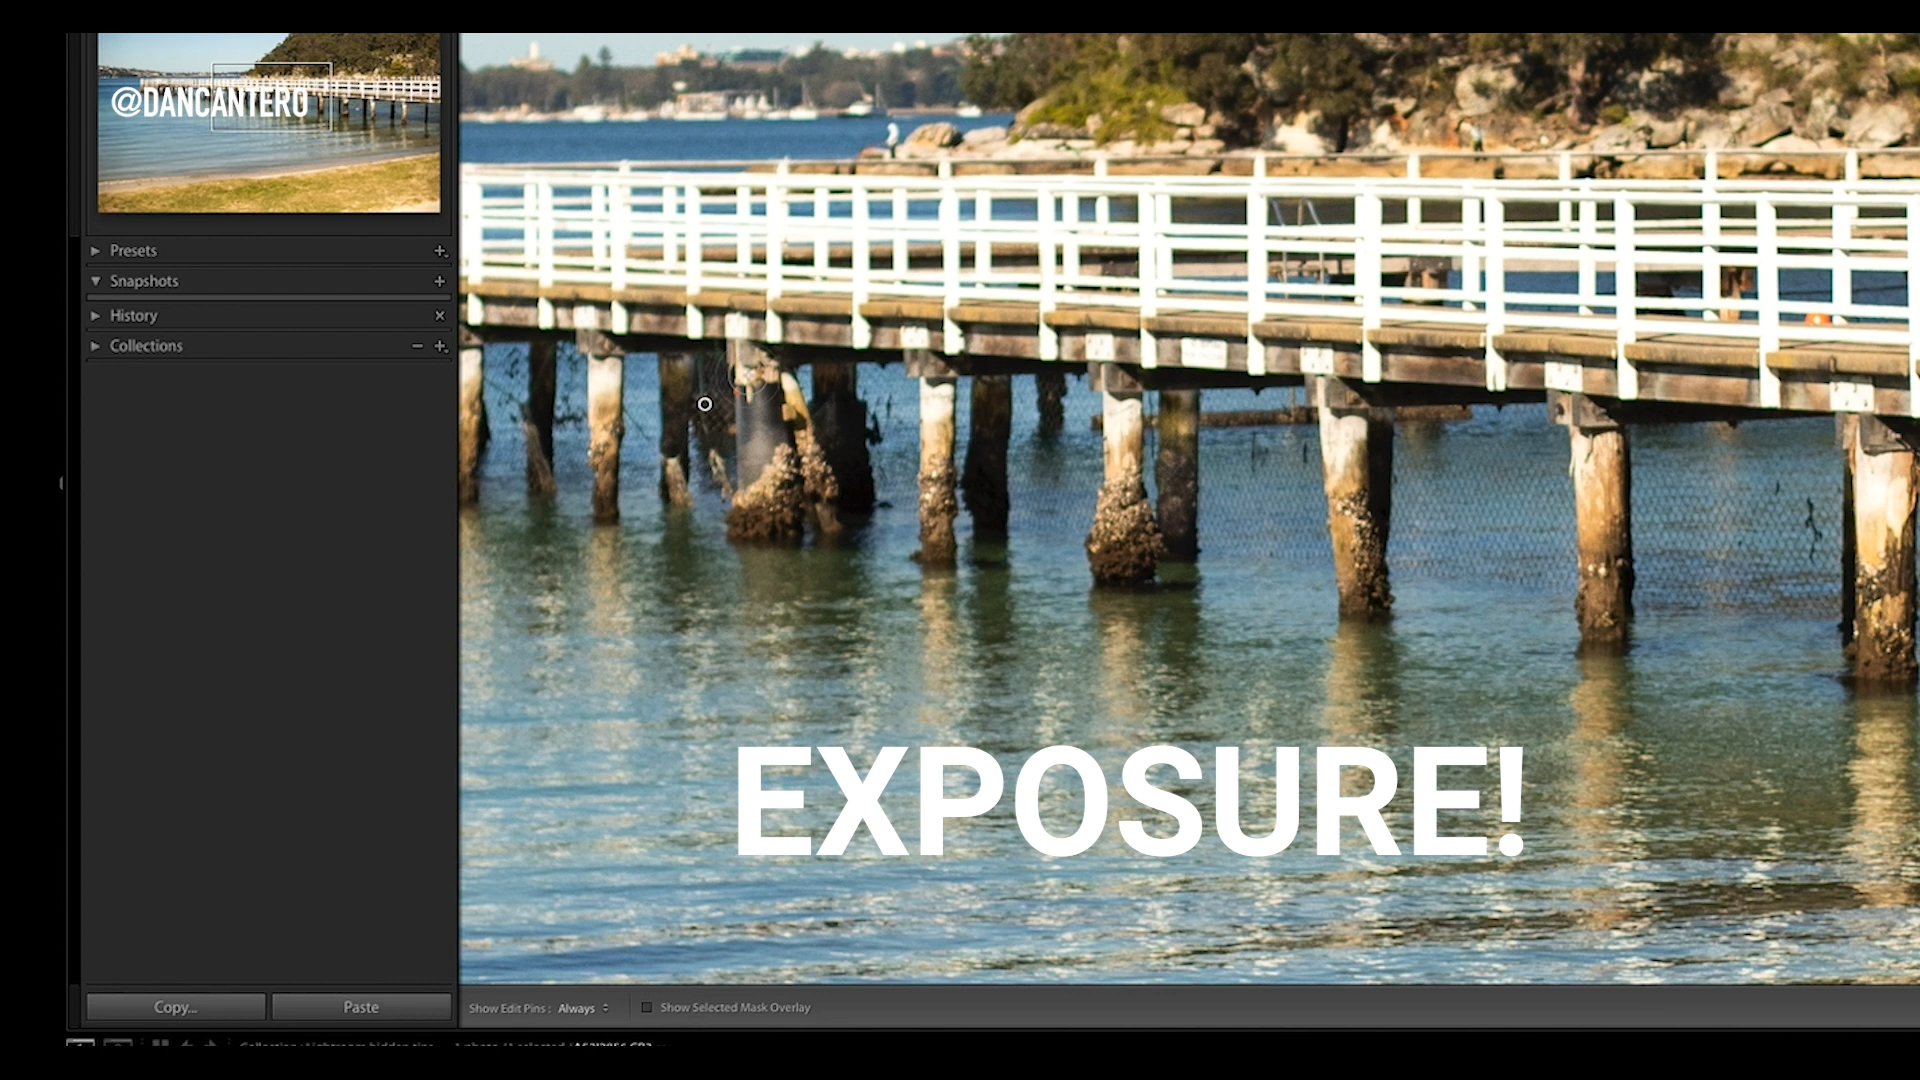 @DANCANTERO
Presets
Snapshots
History
Collections
EXPOSURE!
Copy...
Paste
Show Edit Pins : Always
Show Selected Mask Overlay